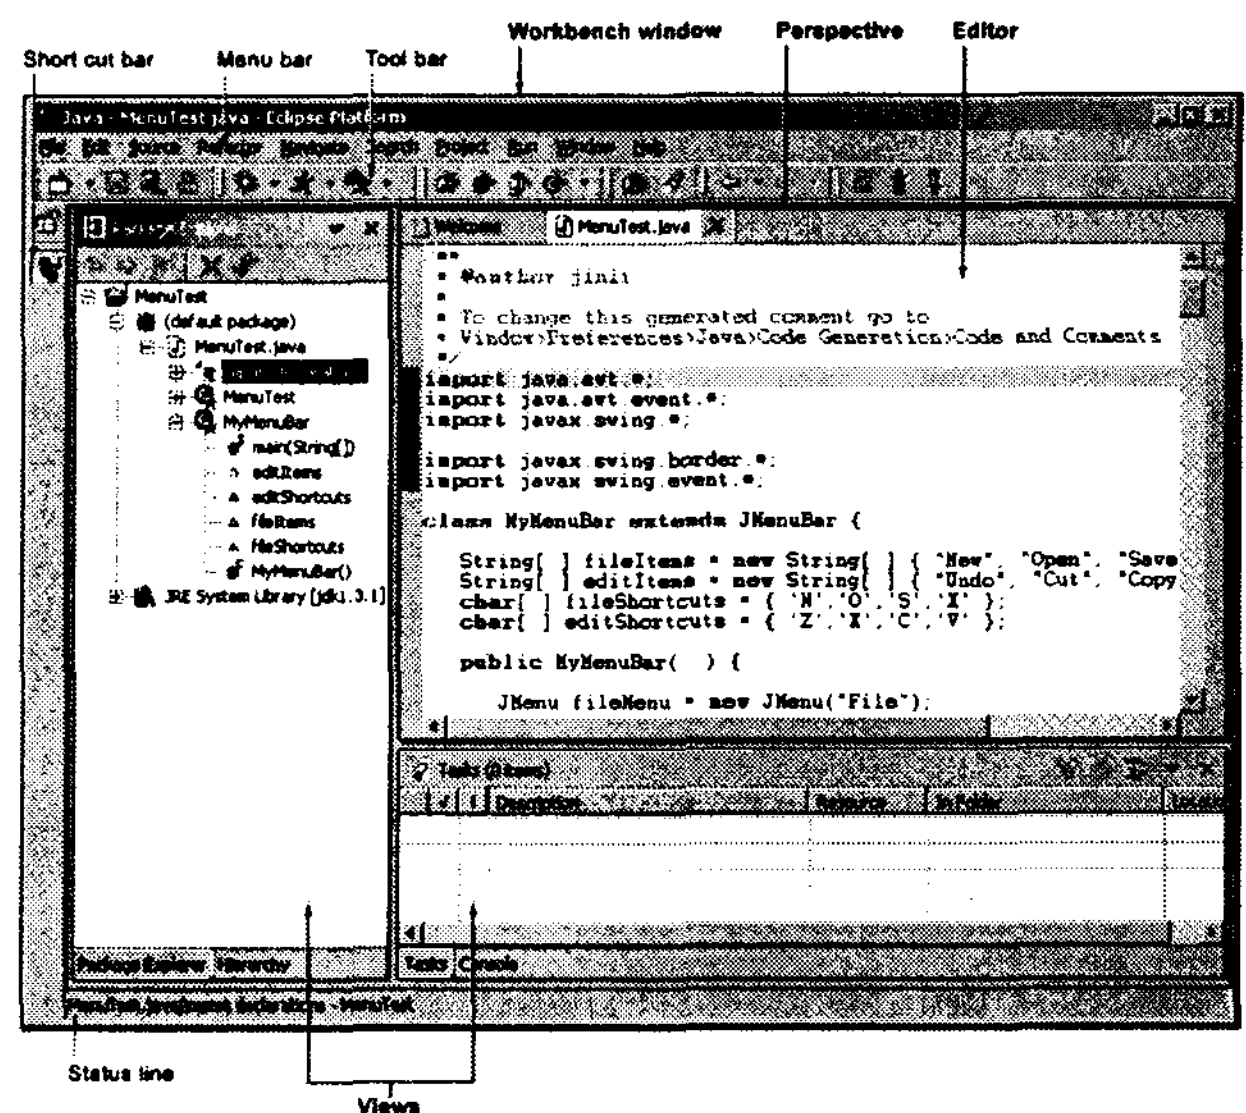 Workbench window Perspective Editor
Short cut bar Menu bar Tool bar
Java - MenuTest.java - Eclipse Platform
File Edit Source Refactor Navigate Search Project Run Window Help
Welcome MenuTest.java
MenuTest
(default package)
MenuTest.java
MenuTest
MyMenuBar
main(String[])
editItems
editShortcuts
fileItems
fileShortcuts
MyMenuBar()
JRE System Library [jdk1.3.1]
Package Explorer Hierarchy
**
* @author jinli
*
* To change this generated comment go to
* Window>Preferences>Java>Code Generation>Code and Comments
*/
import java.awt.*;
import java.awt.event.*;
import javax.swing.*;
import javax.swing.border.*;
import javax.swing.event.*;
class MyMenuBar extends JMenuBar {
String[ ] fileItems = new String[ ] { "New", "Open", "Save
String[ ] editItems = new String[ ] { "Undo", "Cut", "Copy
char[ ] fileShortcuts = { 'N','O','S','X' };
char[ ] editShortcuts = { 'Z','X','C','V' };
public MyMenuBar( ) {
JMenu fileMenu = new JMenu("File");
Tasks (0 items)
! Description Resource In Folder Location
Tasks Console
Status line
Views